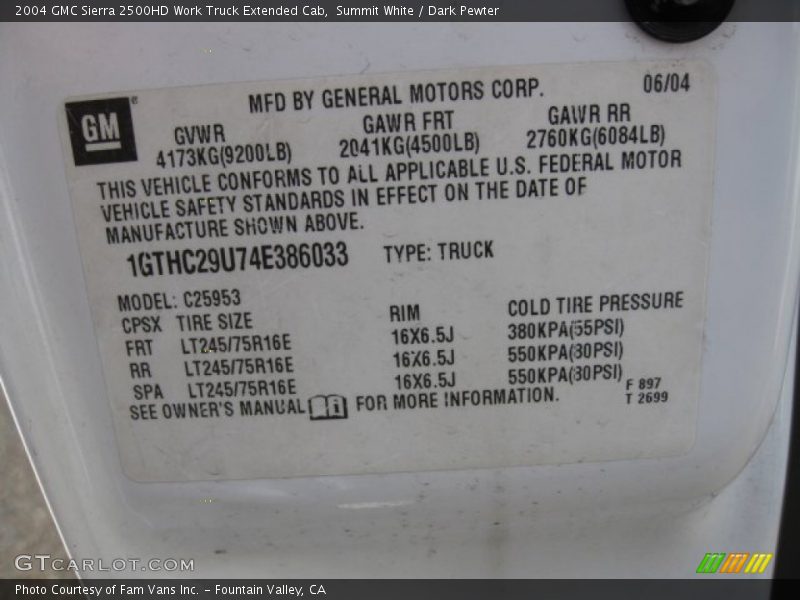 2004 GMC Sierra 2500HD Work Truck Extended Cab, Summit White / Dark Pewter
06/04
MFD BY GENERAL MOTORS CORP.
GM
GVWR GAWR FRT GAWR RR
4173KG(9200LB) 2041KG(4500LB) 2760KG(6084LB)
THIS VEHICLE CONFORMS TO ALL APPLICABLE U.S. FEDERAL MOTOR
VEHICLE SAFETY STANDARDS IN EFFECT ON THE DATE OF
MANUFACTURE SHOWN ABOVE.
1GTHC29U74E386033 TYPE: TRUCK
MODEL: C25953
CPSX TIRE SIZE RIM COLD TIRE PRESSURE
FRT LT245/75R16E 16X6.5J 380KPA(55PSI)
RR LT245/75R16E 16X6.5J 550KPA(80PSI)
SPA LT245/75R16E 16X6.5J 550KPA(80PSI)
SEE OWNER'S MANUAL FOR MORE INFORMATION.
F 897
T 2699
GTCARLOT.COM
Photo Courtesy of Fam Vans Inc. - Fountain Valley, CA